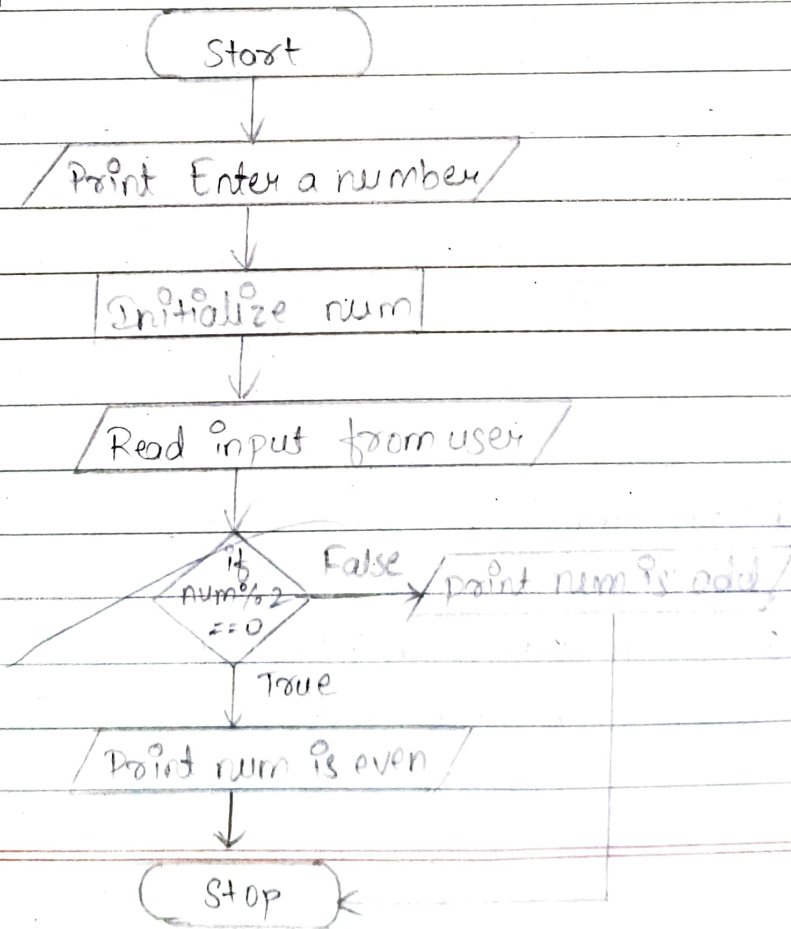 Start
Print Enter a number
Initialize num
Read input from user
if
num%2
==0
False
print num is odd
True
Print num is even
Stop